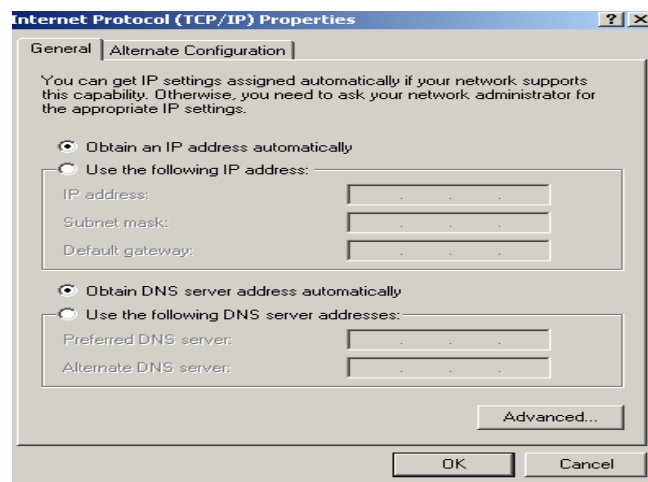 Internet Protocol (TCP/IP) Properties
General
Alternate Configuration
You can get IP settings assigned automatically if your network supports
this capability. Otherwise, you need to ask your network administrator for
the appropriate IP settings.
Obtain an IP address automatically
Use the following IP address:
IP address:
Subnet mask:
Default gateway:
Obtain DNS server address automatically
Use the following DNS server addresses:
Preferred DNS server:
Alternate DNS server:
Advanced...
OK
Cancel